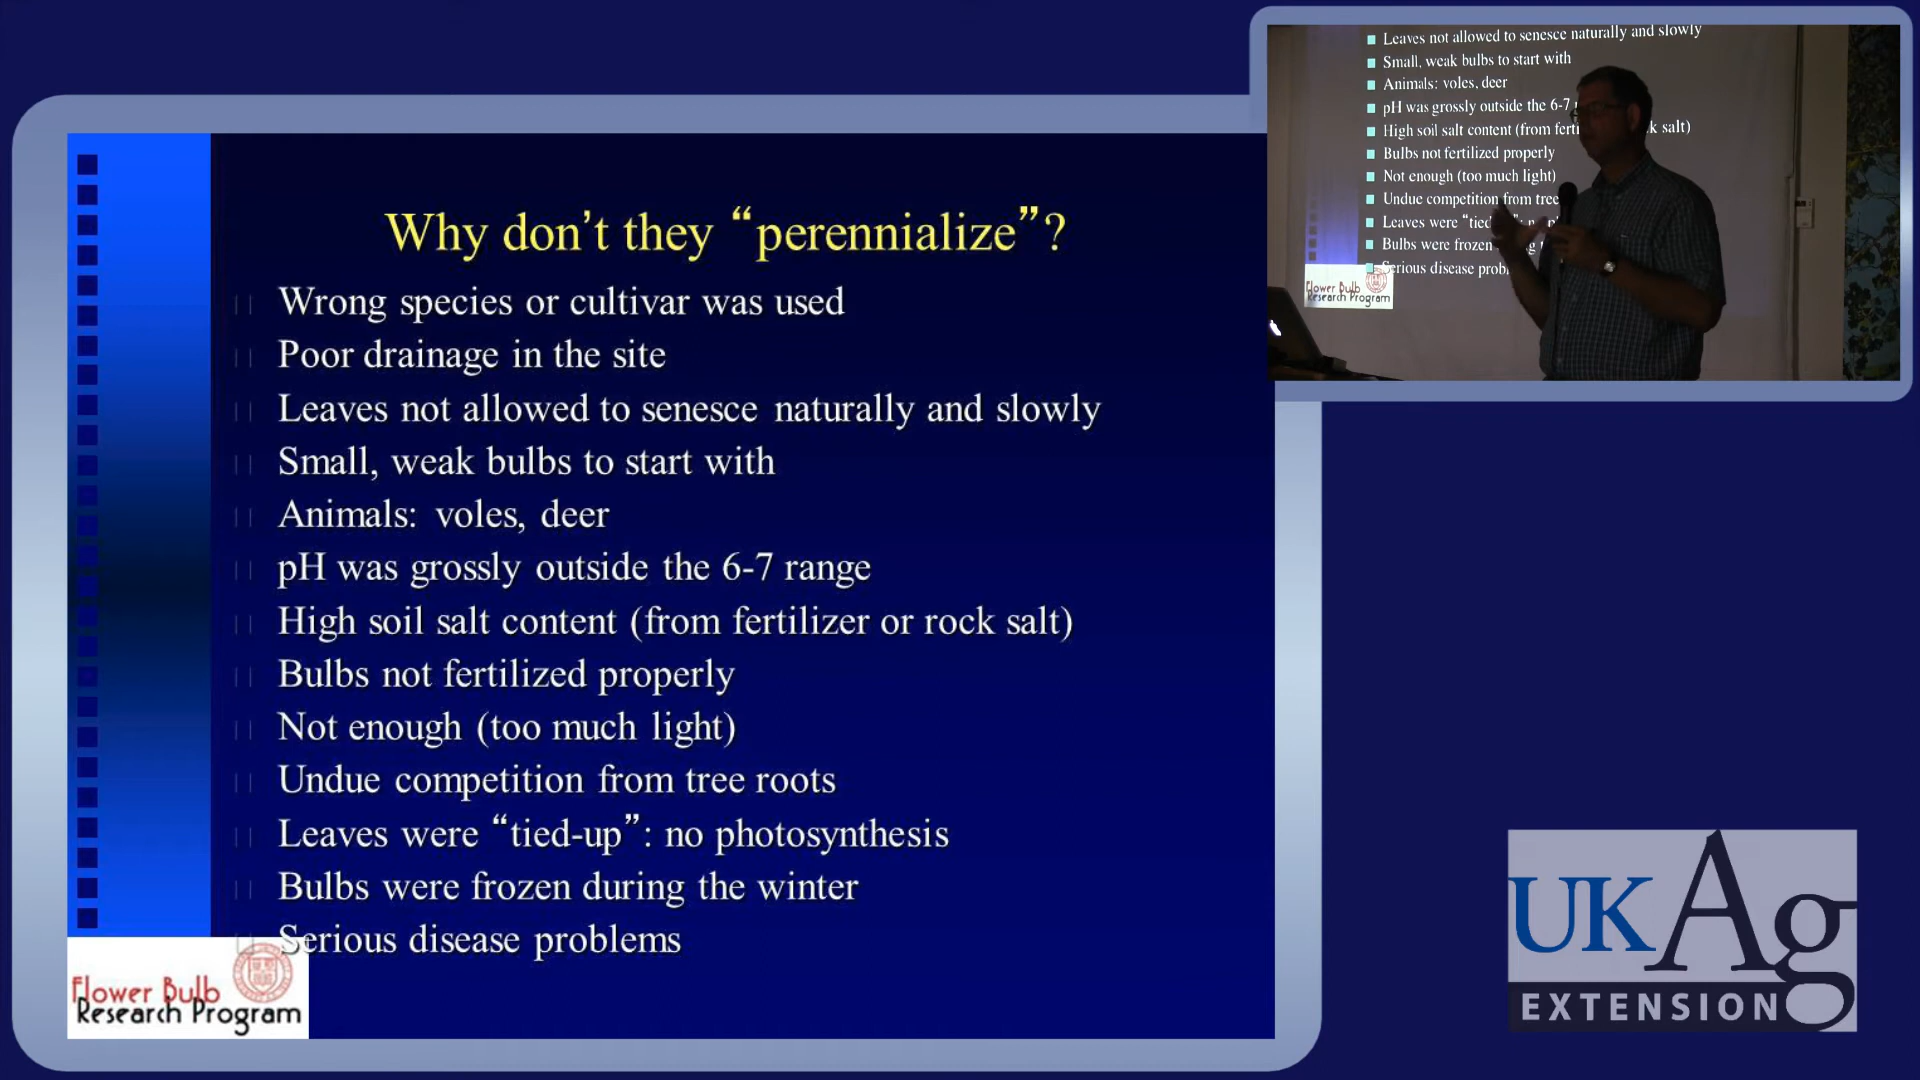 Why don’t they “perennialize”?
Wrong species or cultivar was used
Poor drainage in the site
Leaves not allowed to senesce naturally and slowly
Small, weak bulbs to start with
Animals: voles, deer
pH was grossly outside the 6-7 range
High soil salt content (from fertilizer or rock salt)
Bulbs not fertilized properly
Not enough (too much light)
Undue competition from tree roots
Leaves were “tied-up”: no photosynthesis
Bulbs were frozen during the winter
Serious disease problems
Flower Bulb
Research Program
Leaves not allowed to senesce naturally and slowly
Small, weak bulbs to start with
Animals: voles, deer
pH was grossly outside the 6-7
High soil salt content (from salt)
Bulbs not fertilized properly
Not enough (too much light)
Undue competition from tree
Leaves were
Bulbs were frozen
Serious disease
Flower Bulb
Research Program
UKAg
EXTENSION